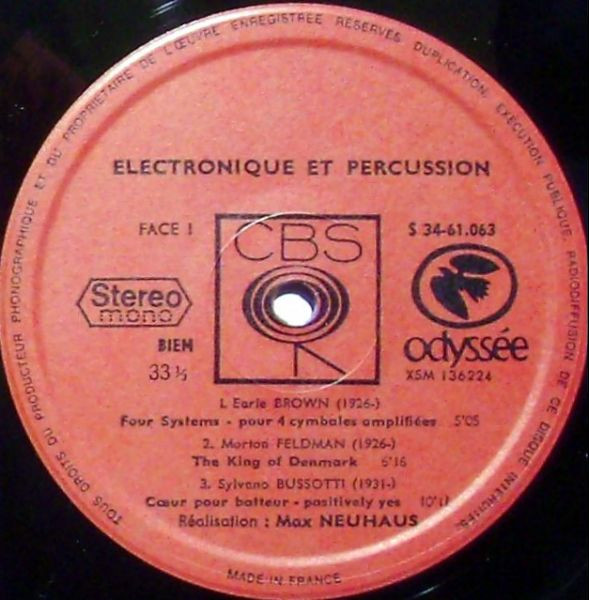 TOUS DROITS DU PRODUCTEUR PHONOGRAPHIQUE ET DU PROPRIETAIRE DE L'ŒUVRE ENREGISTREE RESERVES DUPLICATION, EXECUTION PUBLIQUE, RADIODIFFUSION DE CE DISQUE INTERDITES.
ELECTRONIQUE ET PERCUSSION
FACE 1
CBS
S 34-61.063
Stereo
mono
BIEM
33 ⅓
odyssée
XSM 136224
1. Earle BROWN (1926-)
Four Systems - pour 4 cymbales amplifiées 5'05
2. Morton FELDMAN (1926-)
The King of Denmark 6'16
3. Sylvano BUSSOTTI (1931-)
Cœur pour batteur - positively yes
Réalisation : Max NEUHAUS
MADE IN FRANCE